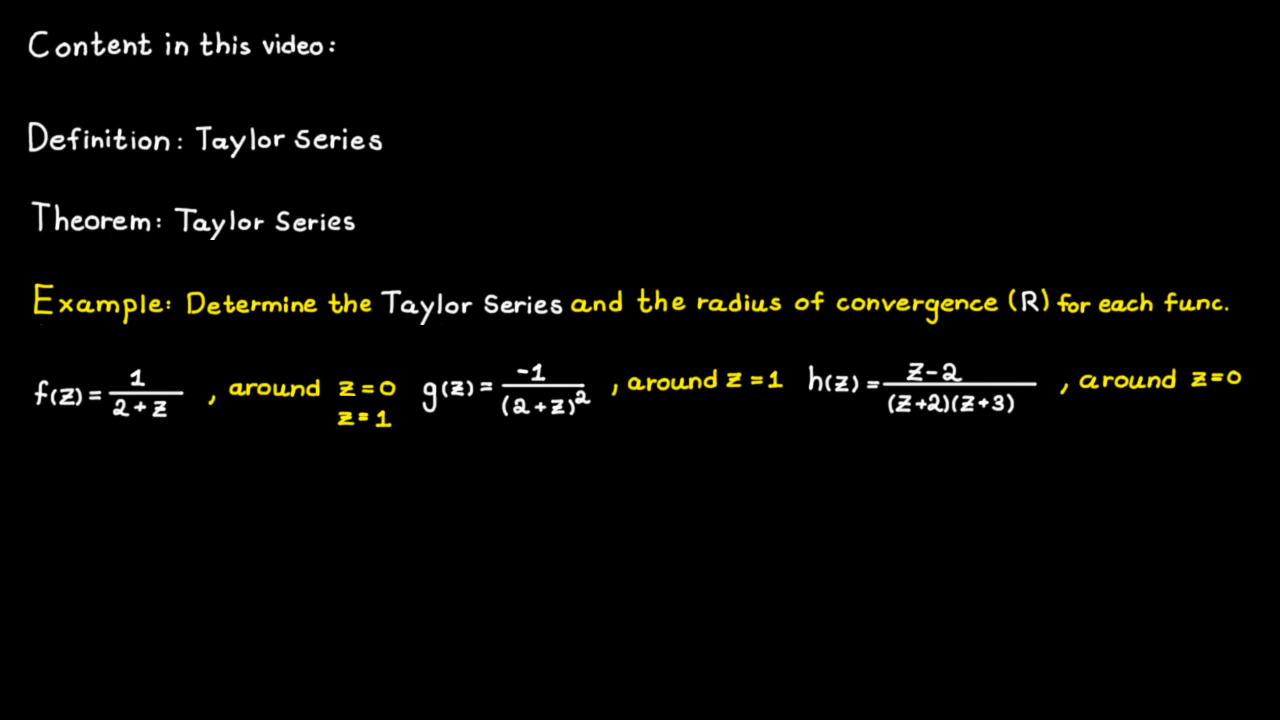 Content in this video:
Definition: Taylor Series
Theorem: Taylor Series
Example: Determine the Taylor Series and the radius of convergence (R) for each func.
f(z) = 1/(2+z) , around z=0 z=1 g(z) = -1/(2+z)² , around z=1 h(z) = z-2/(z+2)(z+3) , around z=0